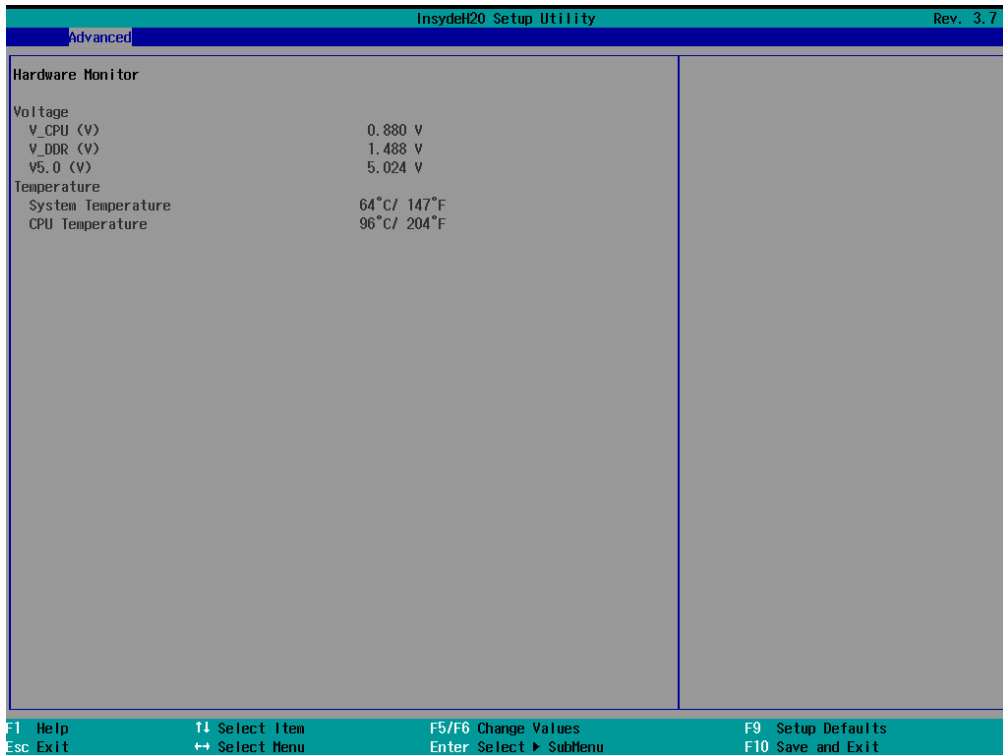 InsydeH20 Setup Utility Rev. 3.7
Advanced
Hardware Monitor
Voltage
V_CPU (V) 0.880 V
V_DDR (V) 1.488 V
V5.0 (V) 5.024 V
Temperature
System Temperature 64°C/ 147°F
CPU Temperature 96°C/ 204°F
F1 Help ↑↓ Select Item F5/F6 Change Values F9 Setup Defaults
Esc Exit ↔ Select Menu Enter Select ▶ SubMenu F10 Save and Exit